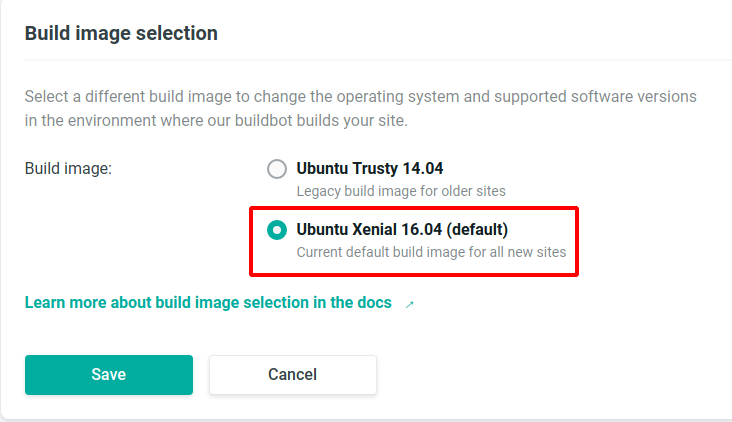 Build image selection
Select a different build image to change the operating system and supported software versions
in the environment where our buildbot builds your site.
Build image:
Ubuntu Trusty 14.04
Legacy build image for older sites
Ubuntu Xenial 16.04 (default)
Current default build image for all new sites
Learn more about build image selection in the docs →
Save
Cancel